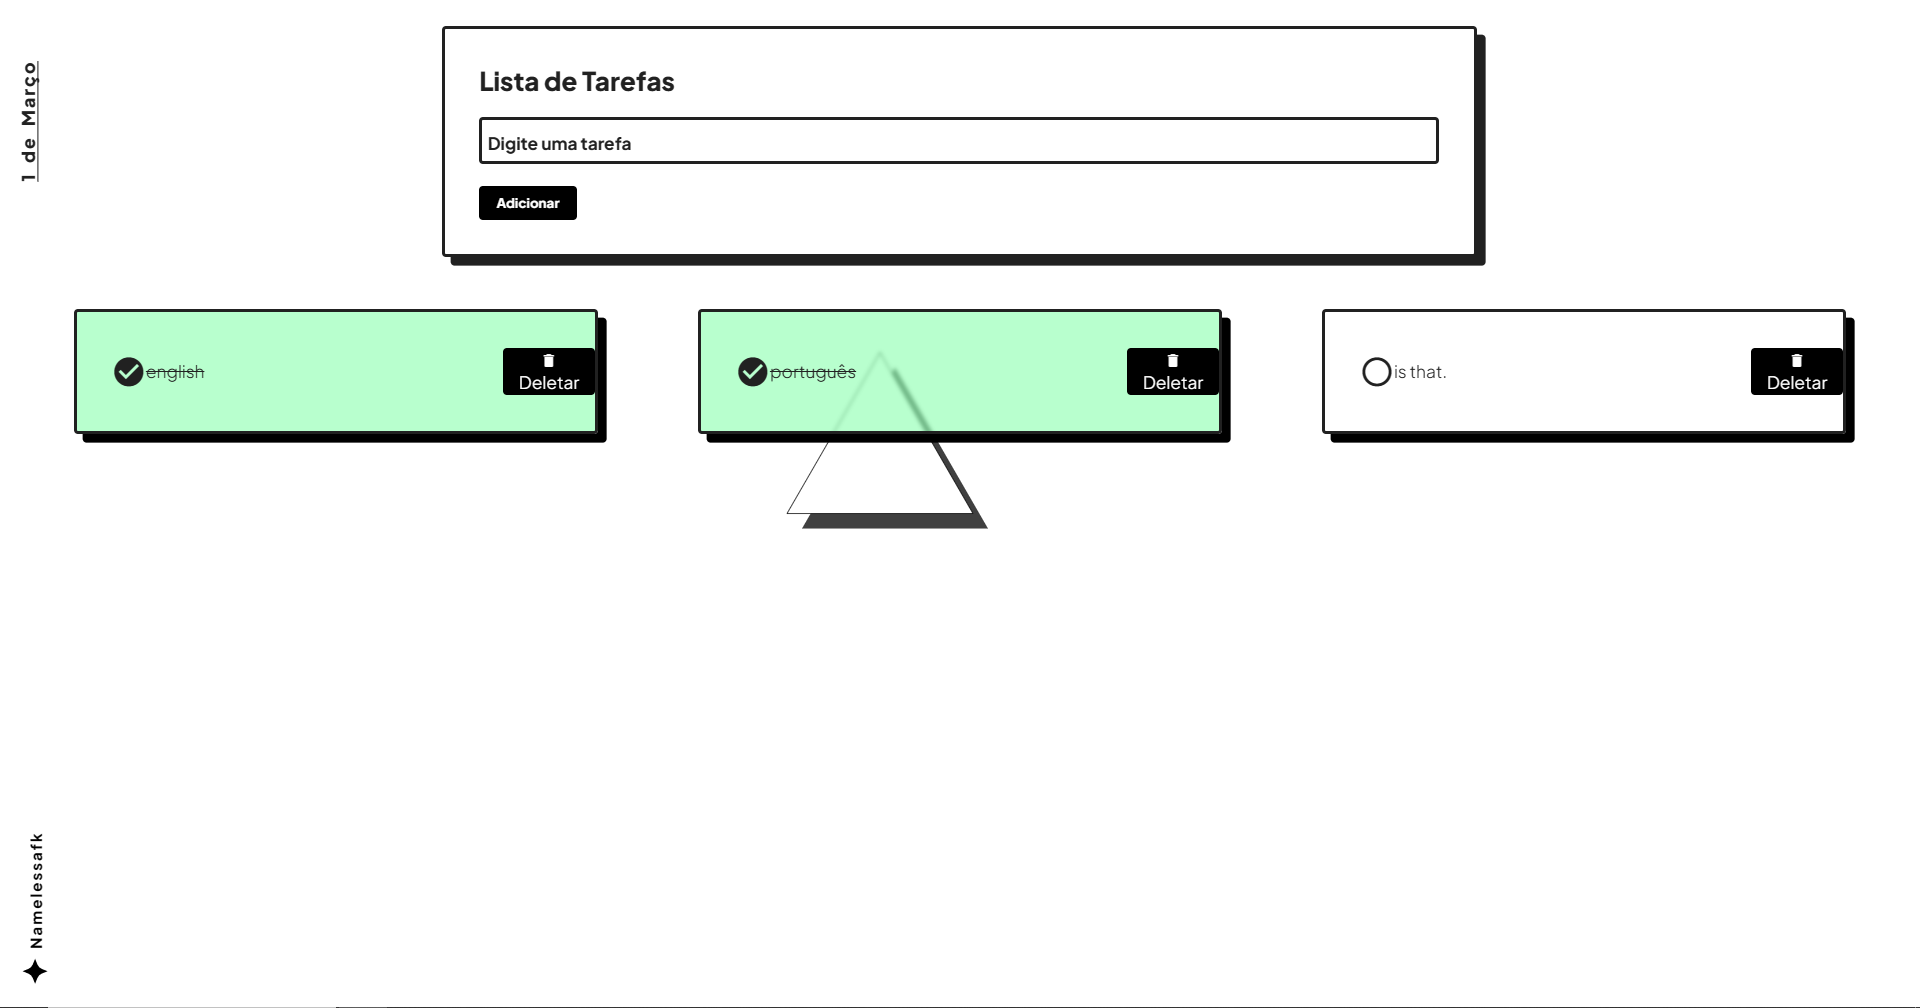 1 de Março
Lista de Tarefas
Digite uma tarefa
Adicionar
english
Deletar
português
Deletar
is that.
Deletar
Namelessafk